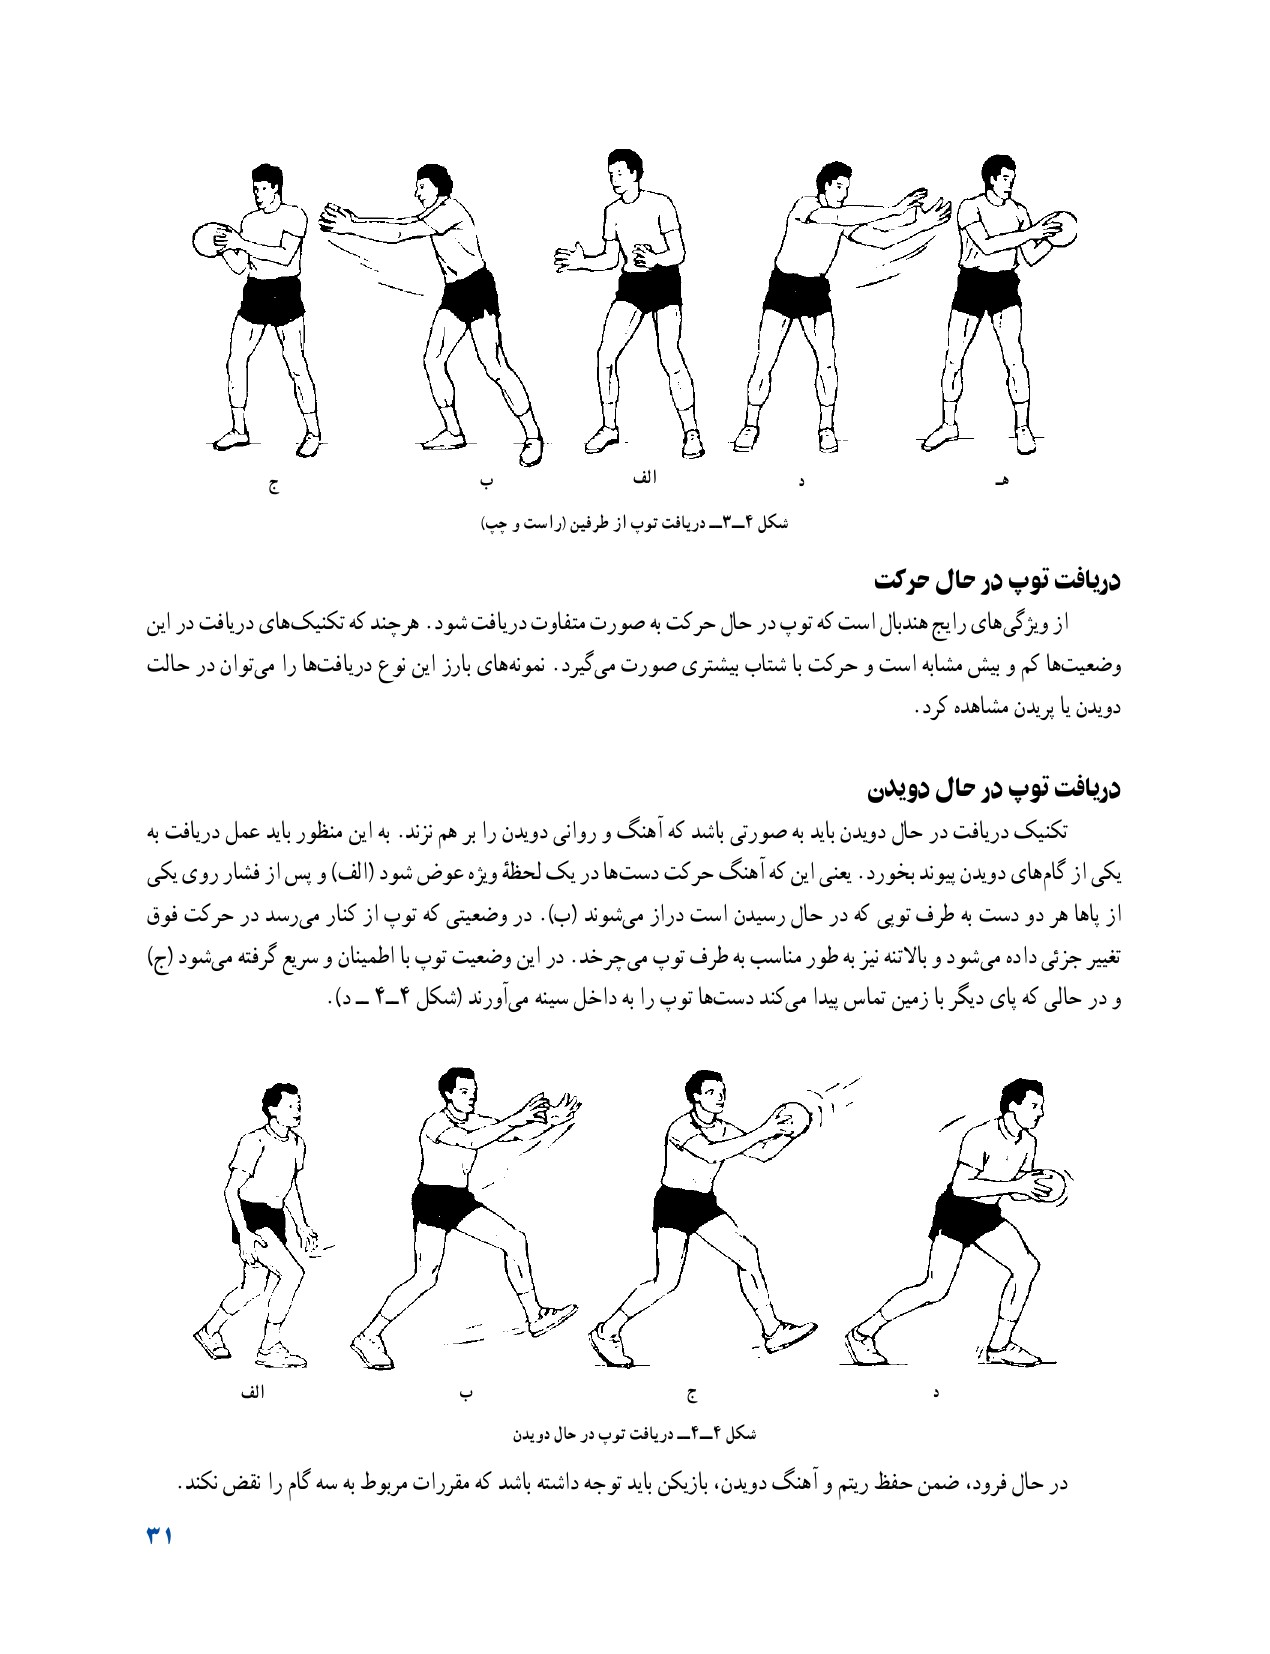 ج ب الف د هـ
شکل ۴ــ۳ــ دریافت توپ از طرفین (راست و چپ)
دریافت توپ در حال حرکت
از ویژگی‌های رایج هندبال است که توپ در حال حرکت به صورت متفاوت دریافت شود. هرچند که تکنیک‌های دریافت در این
وضعیت‌ها کم و بیش مشابه است و حرکت با شتاب بیشتری صورت می‌گیرد. نمونه‌های بارز این نوع دریافت‌ها را می‌توان در حالت
دویدن یا پریدن مشاهده کرد.
دریافت توپ در حال دویدن
تکنیک دریافت در حال دویدن باید به صورتی باشد که آهنگ و روانی دویدن را بر هم نزند. به این منظور باید عمل دریافت به
یکی از گام‌های دویدن پیوند بخورد. یعنی این که آهنگ حرکت دست‌ها در یک لحظهٔ ویژه عوض شود (الف) و پس از فشار روی یکی
از پاها هر دو دست به طرف توپی که در حال رسیدن است دراز می‌شوند (ب). در وضعیتی که توپ از کنار می‌رسد در حرکت فوق
تغییر جزئی داده می‌شود و بالاتنه نیز به طور مناسب به طرف توپ می‌چرخد. در این وضعیت توپ با اطمینان و سریع گرفته می‌شود (ج)
و در حالی که پای دیگر با زمین تماس پیدا می‌کند دست‌ها توپ را به داخل سینه می‌آورند (شکل ۴ــ۴ ــ د).
الف ب ج د
شکل ۴ــ۴ــ دریافت توپ در حال دویدن
در حال فرود، ضمن حفظ ریتم و آهنگ دویدن، بازیکن باید توجه داشته باشد که مقررات مربوط به سه گام را نقض نکند.
۳۱